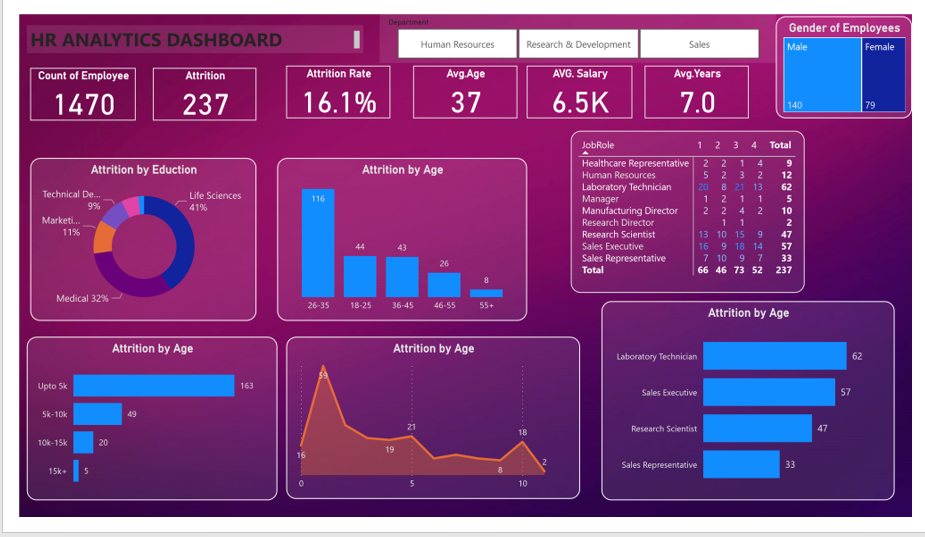 Department
HR ANALYTICS DASHBOARD
Human Resources
Research & Development
Sales
Gender of Employees
Male
Female
140
79
Count of Employee
1470
Attrition
237
Attrition Rate
16.1%
Avg.Age
37
AVG. Salary
6.5K
Avg.Years
7.0
Attrition by Eduction
Technical De...
9%
Life Sciences
41%
Marketi...
11%
Medical 32%
Attrition by Age
116
44
43
26
8
26-35 18-25 36-45 46-55 55+
JobRole 1 2 3 4 Total
Healthcare Representative 2 2 1 4 9
Human Resources 5 2 3 2 12
Laboratory Technician 20 8 21 13 62
Manager 1 2 1 1 5
Manufacturing Director 2 2 4 2 10
Research Director 1 1 2
Research Scientist 13 10 15 9 47
Sales Executive 16 9 18 14 57
Sales Representative 7 10 9 7 33
Total 66 46 73 52 237
Attrition by Age
Upto 5k 163
5k-10k 49
10k-15k 20
15k+ 5
Attrition by Age
59
16
19
21
8
18
2
0 5 10
Attrition by Age
Laboratory Technician 62
Sales Executive 57
Research Scientist 47
Sales Representative 33